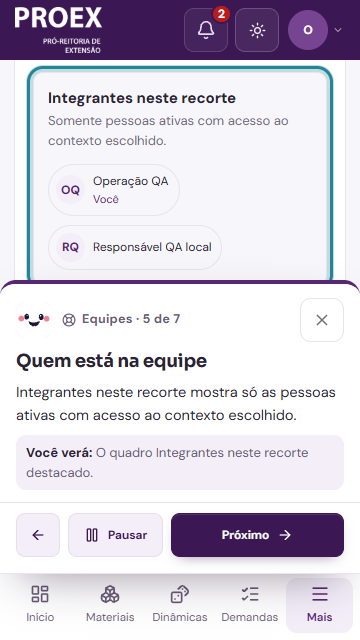 PROEX
PRÓ-REITORIA DE
EXTENSÃO
2
O
Integrantes neste recorte
Somente pessoas ativas com acesso ao
contexto escolhido.
OQ
Operação QA
Você
RQ
Responsável QA local
Equipes · 5 de 7
Quem está na equipe
Integrantes neste recorte mostra só as pessoas
ativas com acesso ao contexto escolhido.
Você verá: O quadro Integrantes neste recorte
destacado.
Pausar
Próximo
Início
Materiais
Dinâmicas
Demandas
Mais